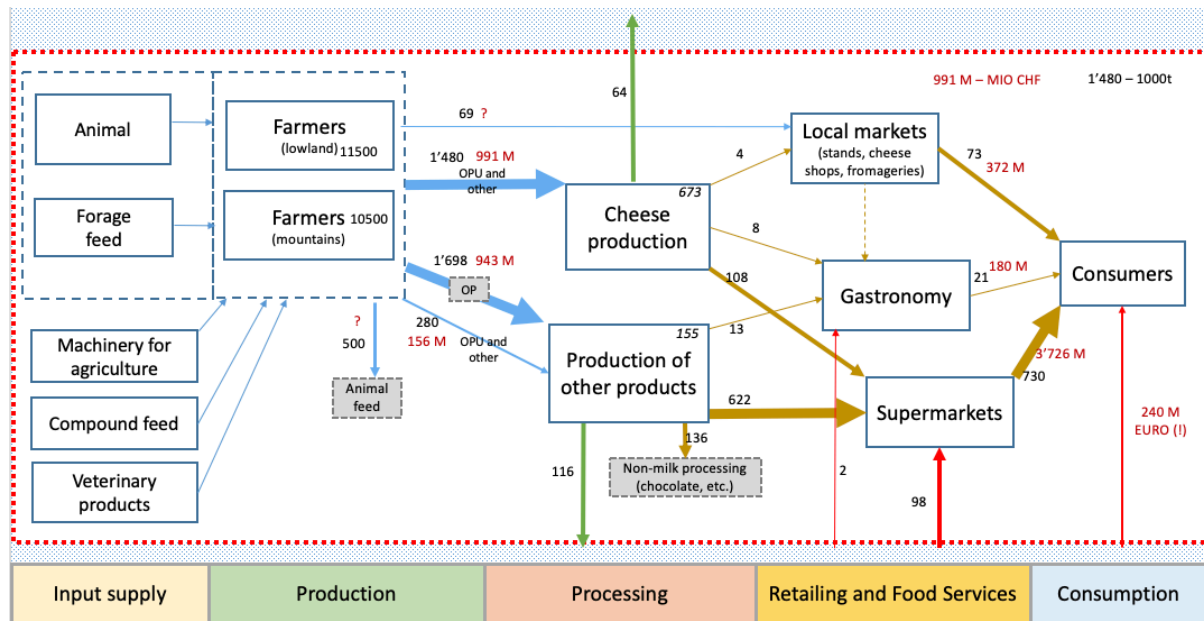 991 M – MIO CHF
1'480 – 1000t
64
69 ?
Animal
Farmers
(lowland) 11500
Local markets
(stands, cheese
shops, fromageries)
4
73
372 M
1'480 991 M
OPU and
other
673
Forage
feed
Farmers 10500
(mountains)
Cheese
production
8
1'698 943 M
OP
108
Gastronomy
180 M
21
Consumers
?
500
280
156 M
OPU and
other
155
13
Production of
other products
Machinery for
agriculture
Animal
feed
3'726 M
730
622
Supermarkets
Compound feed
240 M
EURO (!)
136
116
Non-milk processing
(chocolate, etc.)
2
Veterinary
products
98
Input supply
Production
Processing
Retailing and Food Services
Consumption